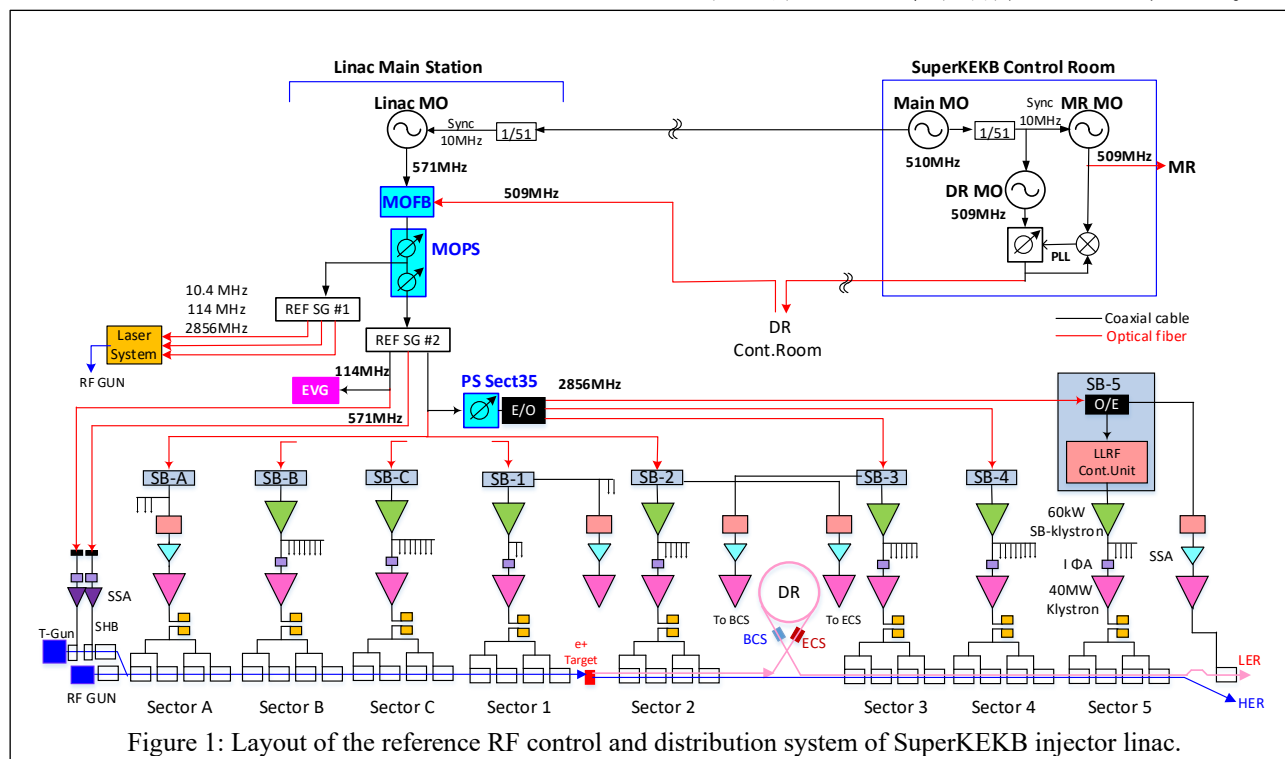 Linac Main Station
SuperKEKB Control Room
Linac MO
Main MO
MR MO
Sync
10MHz
1/51
1/51
Sync
10MHz
510MHz
571MHz
509MHz
MR
DR MO
509MHz
MOFB
509MHz
MOPS
PLL
10.4 MHz
114 MHz
2856MHz
REF SG #1
REF SG #2
Laser
System
RF GUN
DR
Cont.Room
Coaxial cable
Optical fiber
114MHz
EVG
571MHz
PS Sect35
E/O
2856MHz
SB-5
O/E
LLRF
Cont.Unit
SB-A
SB-B
SB-C
SB-1
SB-2
SB-3
SB-4
60kW
SB-klystron
SSA
SHB
T-Gun
RF GUN
I ΦA
40MW
Klystron
SSA
DR
To BCS
To ECS
BCS
ECS
e+
Target
LER
HER
Sector A
Sector B
Sector C
Sector 1
Sector 2
Sector 3
Sector 4
Sector 5
Figure 1: Layout of the reference RF control and distribution system of SuperKEKB injector linac.